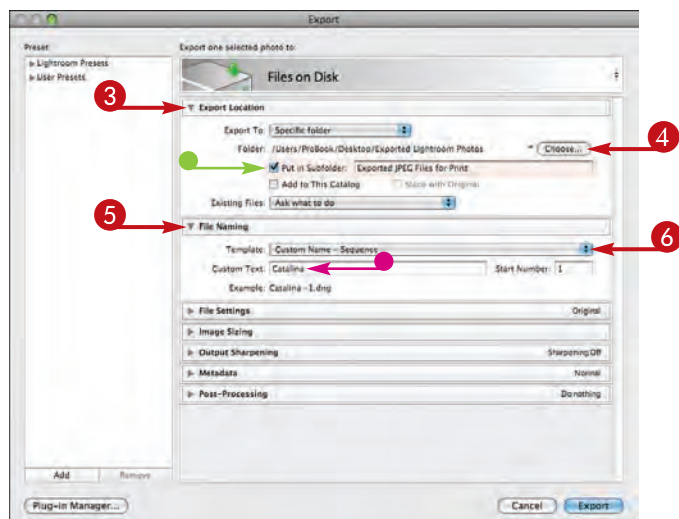 Export
Preset:
Export one selected photo to:
Lightroom Presets
User Presets
Files on Disk
3
Export Location
Export To: Specific folder
Folder: /Users/ProBook/Desktop/Exported Lightroom Photos
Choose...
4
Put in Subfolder: Exported JPEG Files for Print
Add to This Catalog
Stack with Original
Existing Files: Ask what to do
5
File Naming
Template: Custom Name - Sequence
6
Custom Text: Catalina
Start Number: 1
Example: Catalina-1.dng
File Settings
Original
Image Sizing
Output Sharpening
Sharpening Off
Metadata
Normal
Post-Processing
Do nothing
Add
Remove
Plug-in Manager...
Cancel
Export